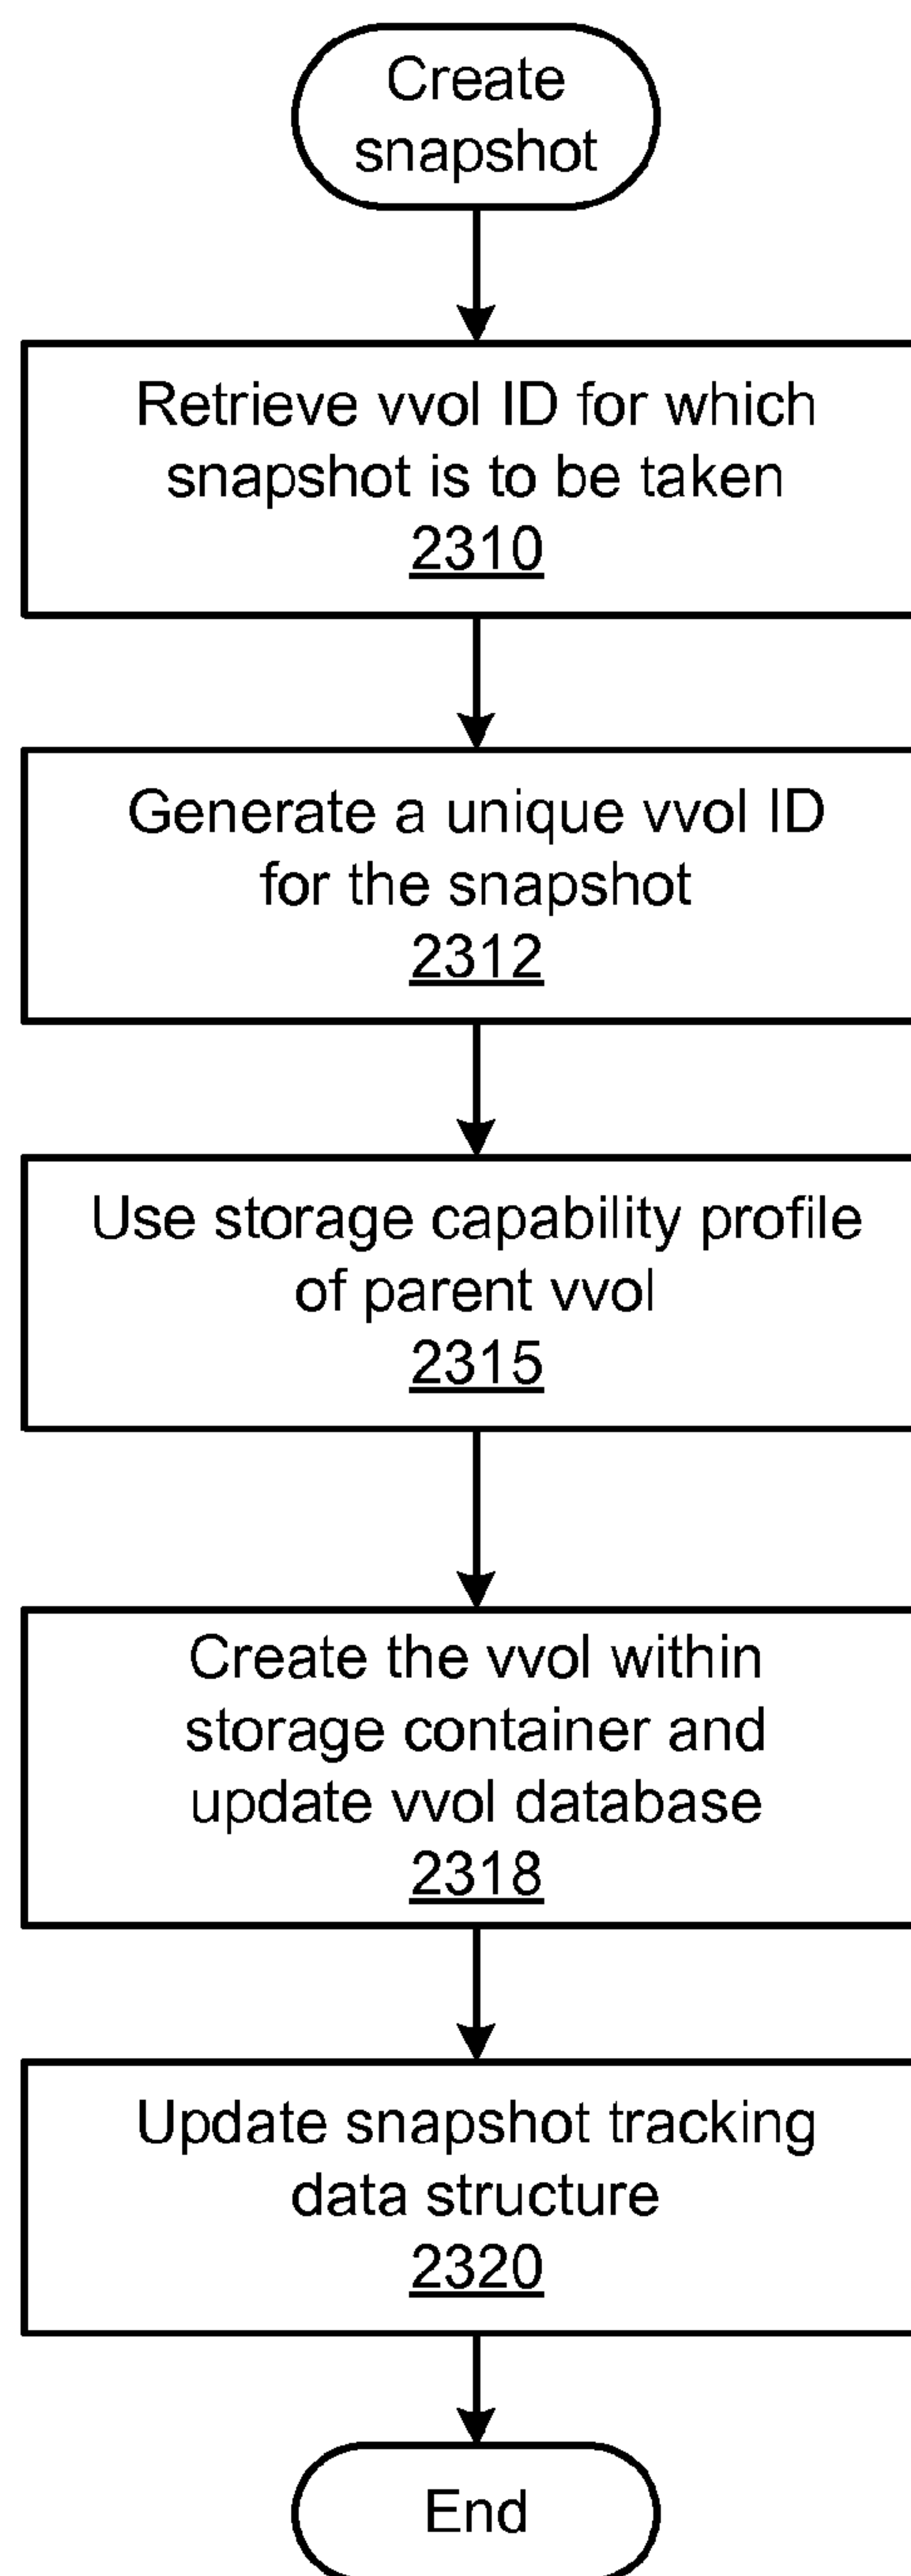 Create
snapshot
Retrieve vvol ID for which
snapshot is to be taken
2310
Generate a unique vvol ID
for the snapshot
2312
Use storage capability profile
of parent vvol
2315
Create the vvol within
storage container and
update vvol database
2318
Update snapshot tracking
data structure
2320
End